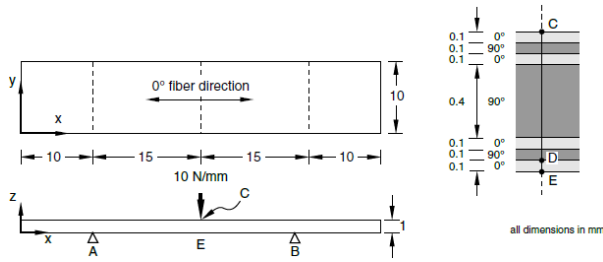 y
x
0° fiber direction
10
10
15
15
10
10 N/mm
C
z
x
A
E
B
1
C
0.1 0°
0.1 90°
0.1 0°
0.4 90°
0.1 0°
0.1 90°
D
0.1 0°
E
all dimensions in mm